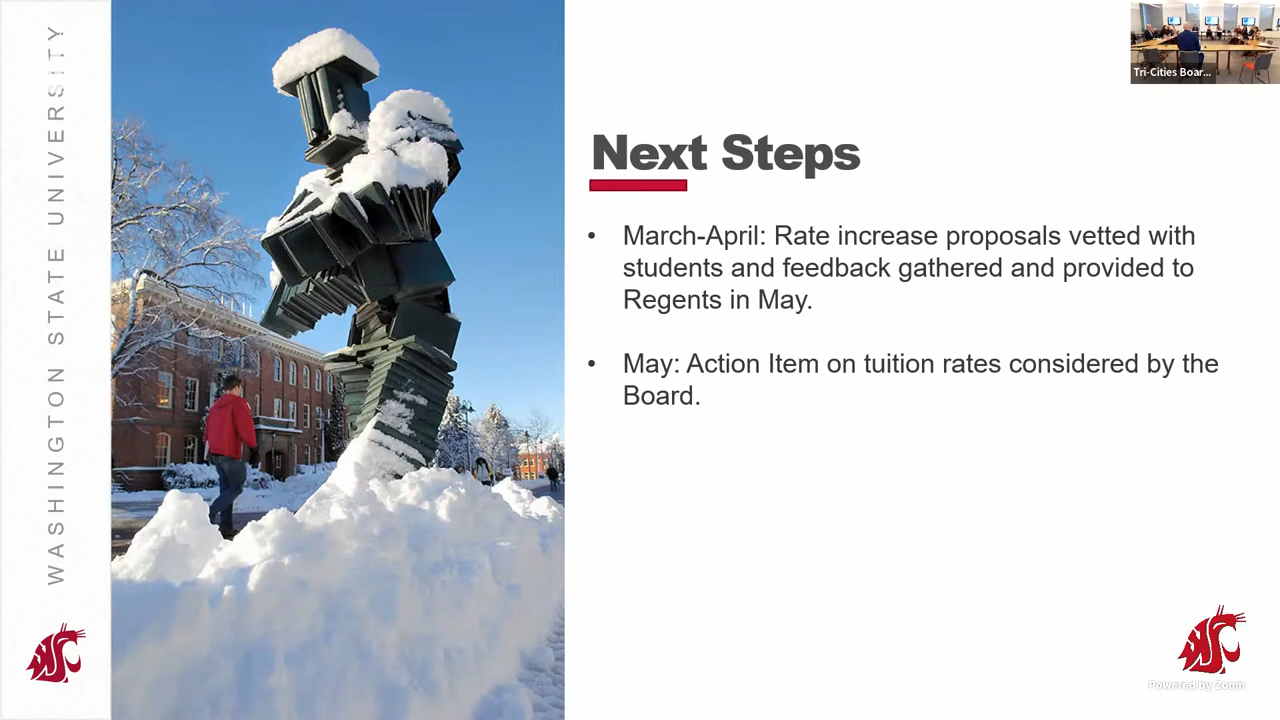 WASHINGTON STATE UNIVERSITY
Tri-Cities Boar...
Next Steps
• March-April: Rate increase proposals vetted with
students and feedback gathered and provided to
Regents in May.
• May: Action Item on tuition rates considered by the
Board.
Powered by Zoom